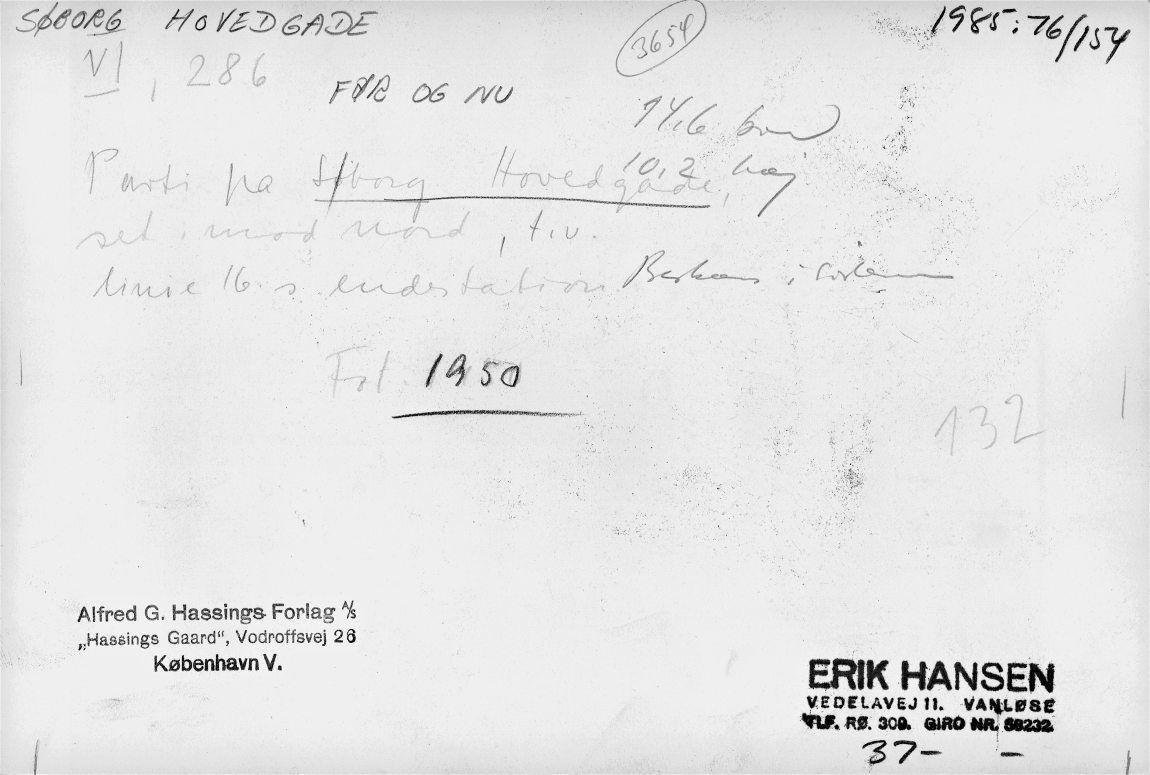 SØBORG HOVEDGADE
3654
1985:76/154
VI, 286
FØR OG NU
14,6 bred
10,2 høj
Parti på Søborg Hovedgade,
set i mod nord, t.v.
linie 16's endestation
Fot. 1950
132
Alfred G. Hassings Forlag A/S
„Hassings Gaard“, Vodroffsvej 26
København V.
ERIK HANSEN
VEDELAVEJ 11. VANLØSE
TLF. RØ. 309. GIRO NR. 58232
37- -